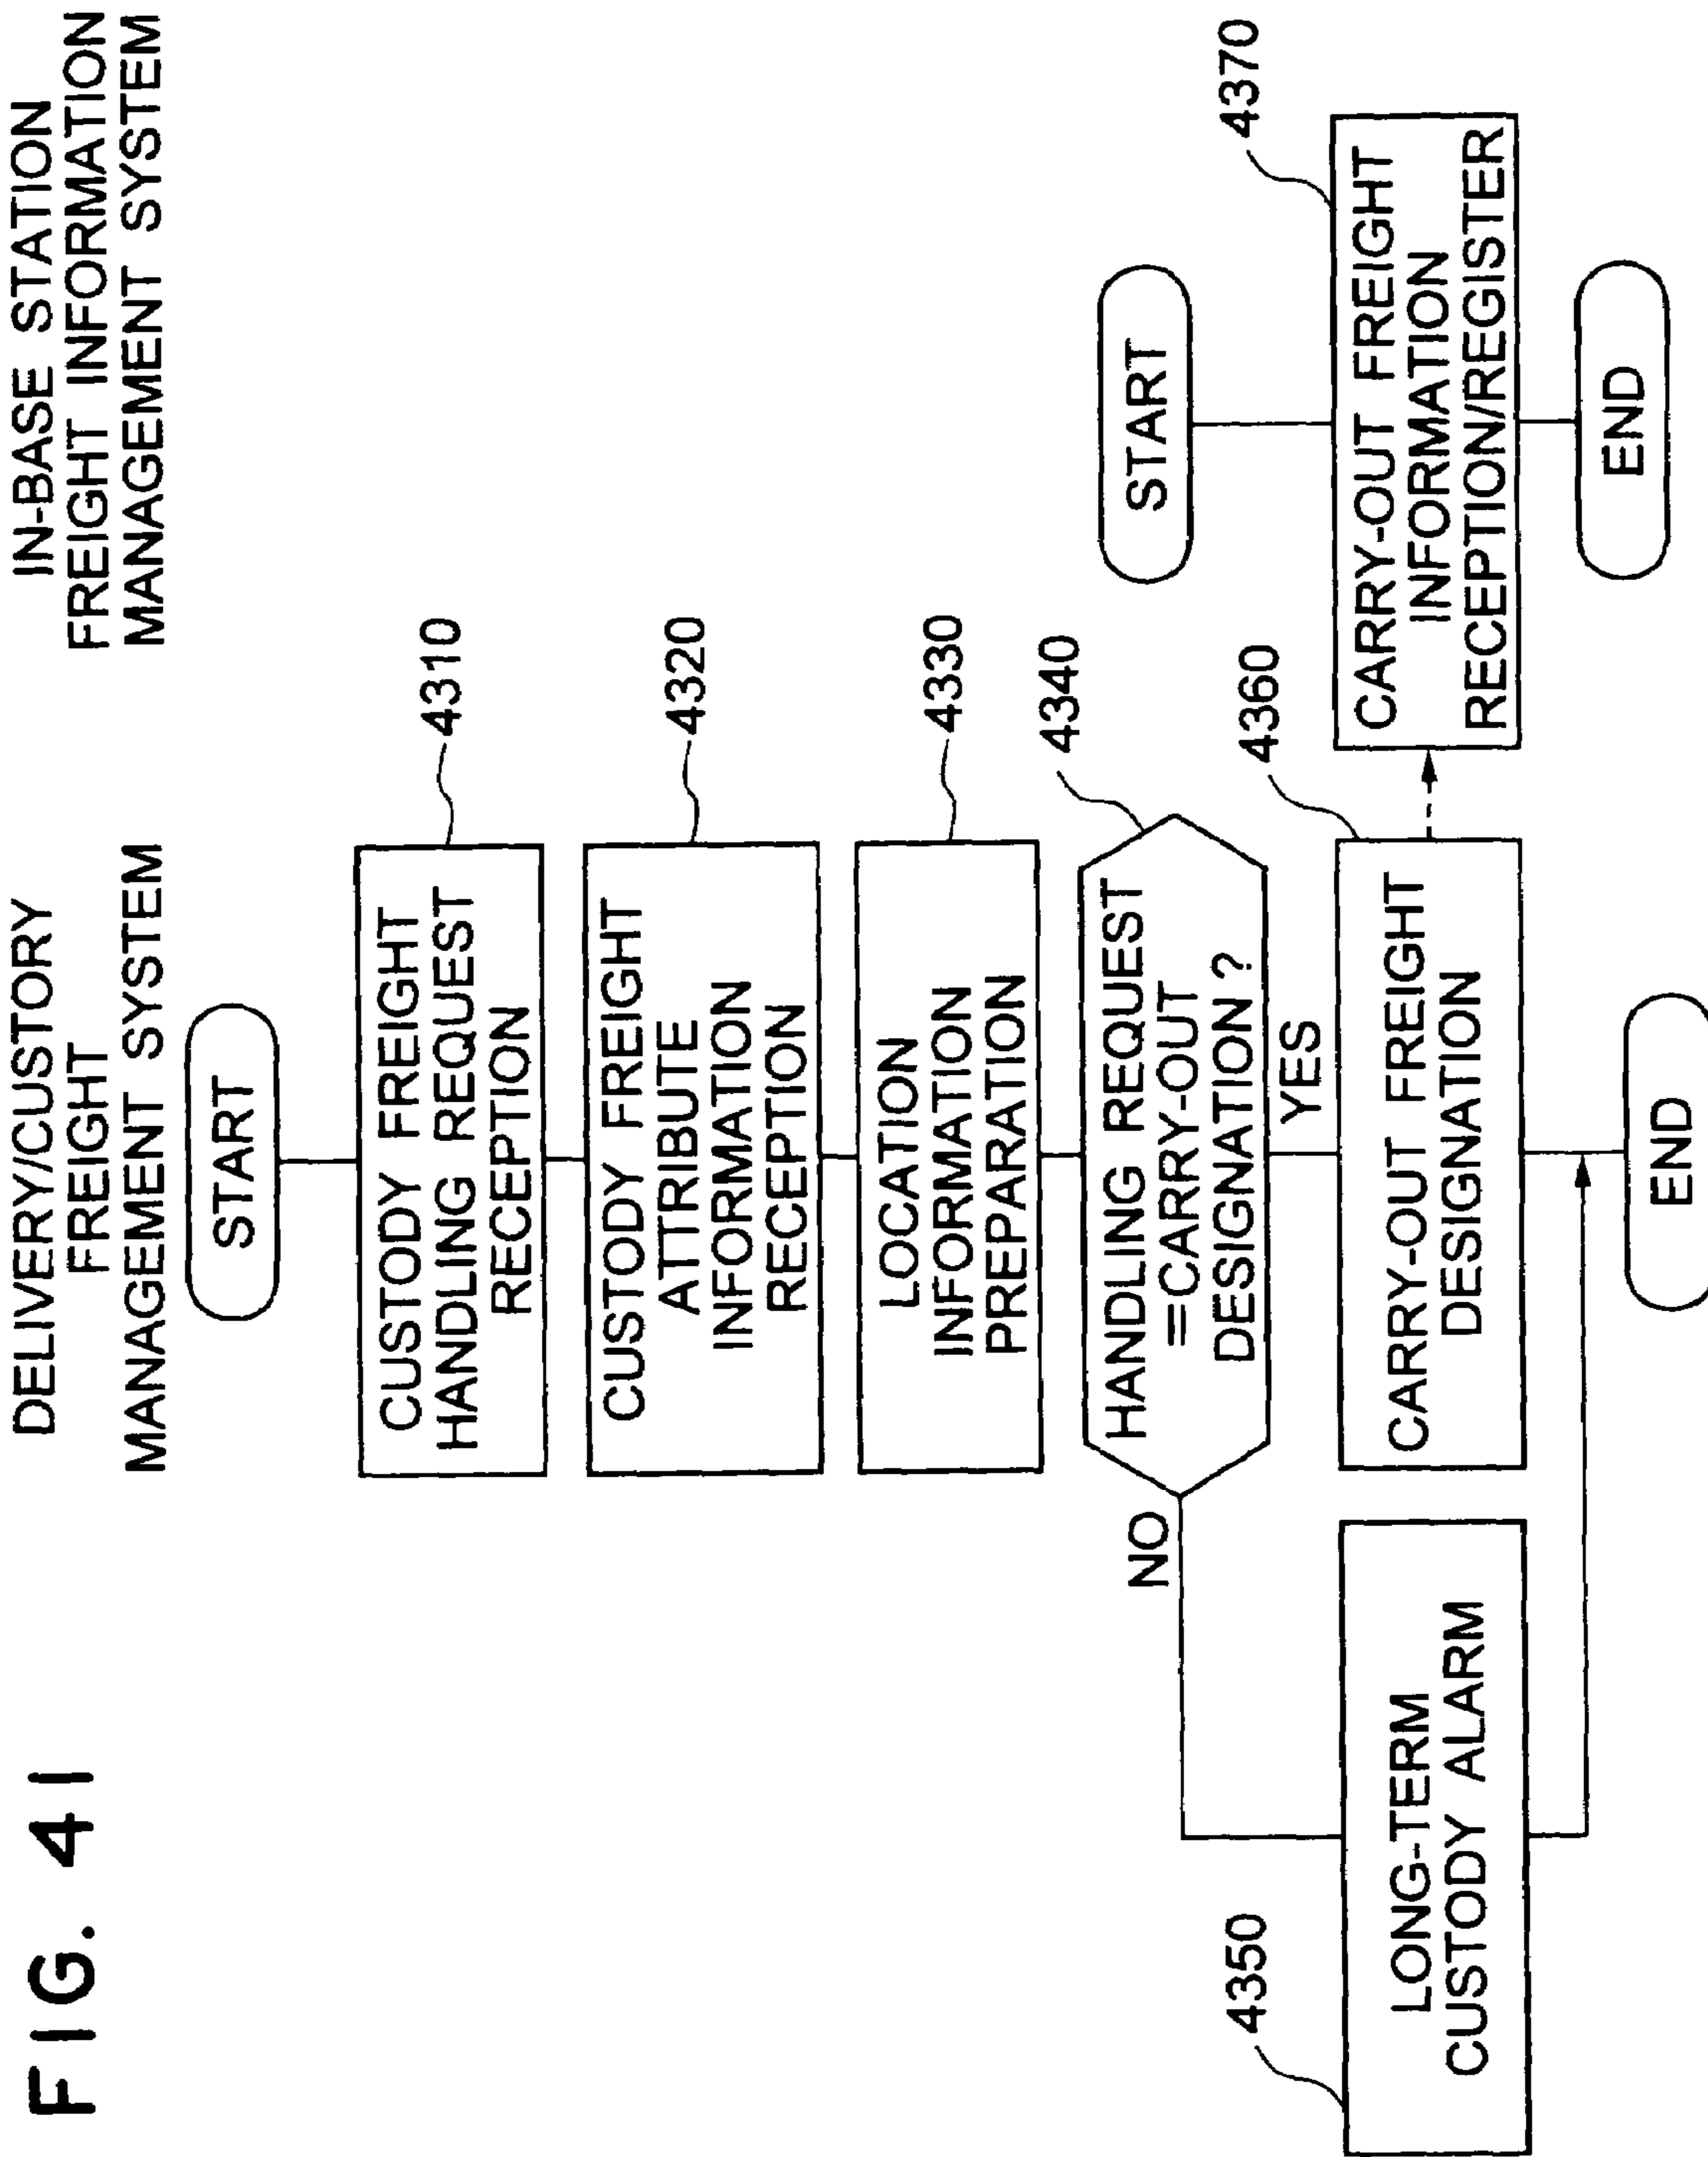 FIG. 41
DELIVERY/CUSTORY
FREIGHT
MANAGEMENT SYSTEM
IN-BASE STATION
FREIGHT INFORMATION
MANAGEMENT SYSTEM
START
CUSTODY FREIGHT
HANDLING REQUEST
RECEPTION
4310
CUSTODY FREIGHT
ATTRIBUTE
INFORMATION
RECEPTION
4320
LOCATION
INFORMATION
PREPARATION
4330
HANDLING REQUEST
=CARRY-OUT
DESIGNATION ?
4340
NO
YES
4350
LONG-TERM
CUSTODY ALARM
CARRY-OUT FREIGHT
DESIGNATION
4360
END
START
CARRY-OUT FREIGHT
INFORMATION
RECEPTION/REGISTER
4370
END